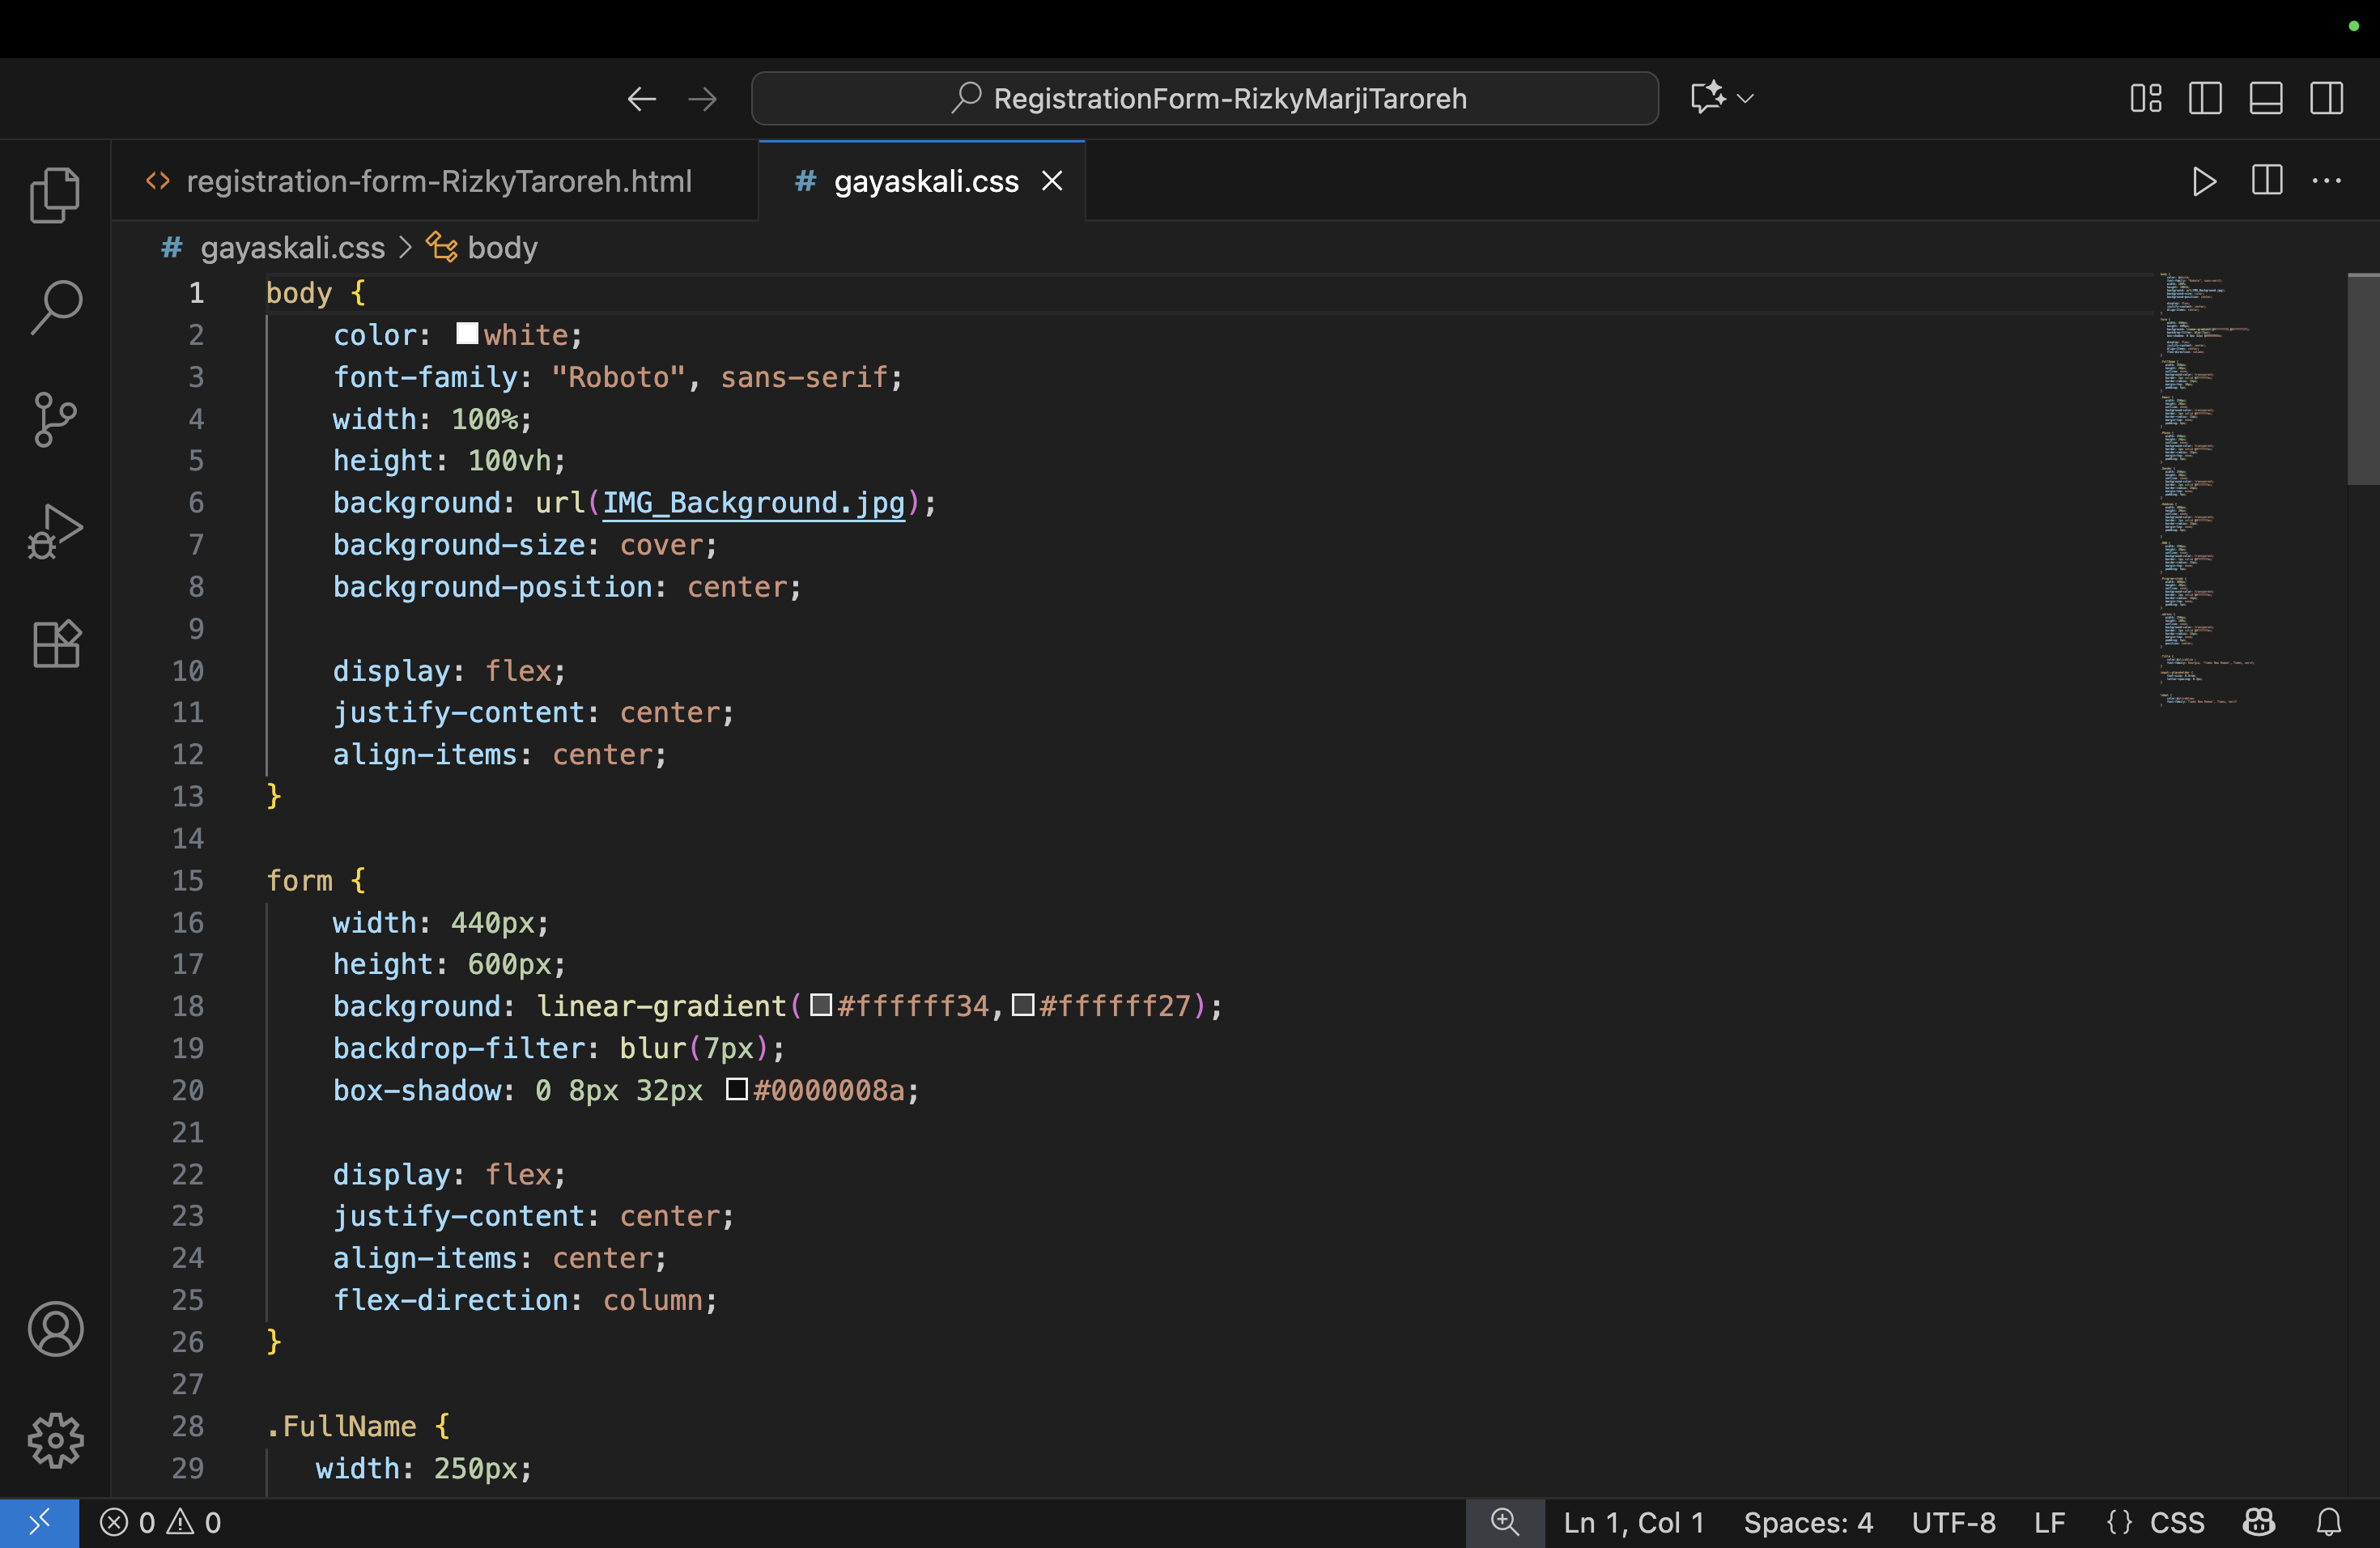 RegistrationForm-RizkyMarjiTaroreh
registration-form-RizkyTaroreh.html
# gayaskali.css
# gayaskali.css > body
1 body {
2 color: white;
3 font-family: "Roboto", sans-serif;
4 width: 100%;
5 height: 100vh;
6 background: url(IMG_Background.jpg);
7 background-size: cover;
8 background-position: center;
9
10 display: flex;
11 justify-content: center;
12 align-items: center;
13 }
14
15 form {
16 width: 440px;
17 height: 600px;
18 background: linear-gradient(#ffffff34,#ffffff27);
19 backdrop-filter: blur(7px);
20 box-shadow: 0 8px 32px #0000008a;
21
22 display: flex;
23 justify-content: center;
24 align-items: center;
25 flex-direction: column;
26 }
27
28 .FullName {
29 width: 250px;
0 0 Ln 1, Col 1 Spaces: 4 UTF-8 LF {} CSS